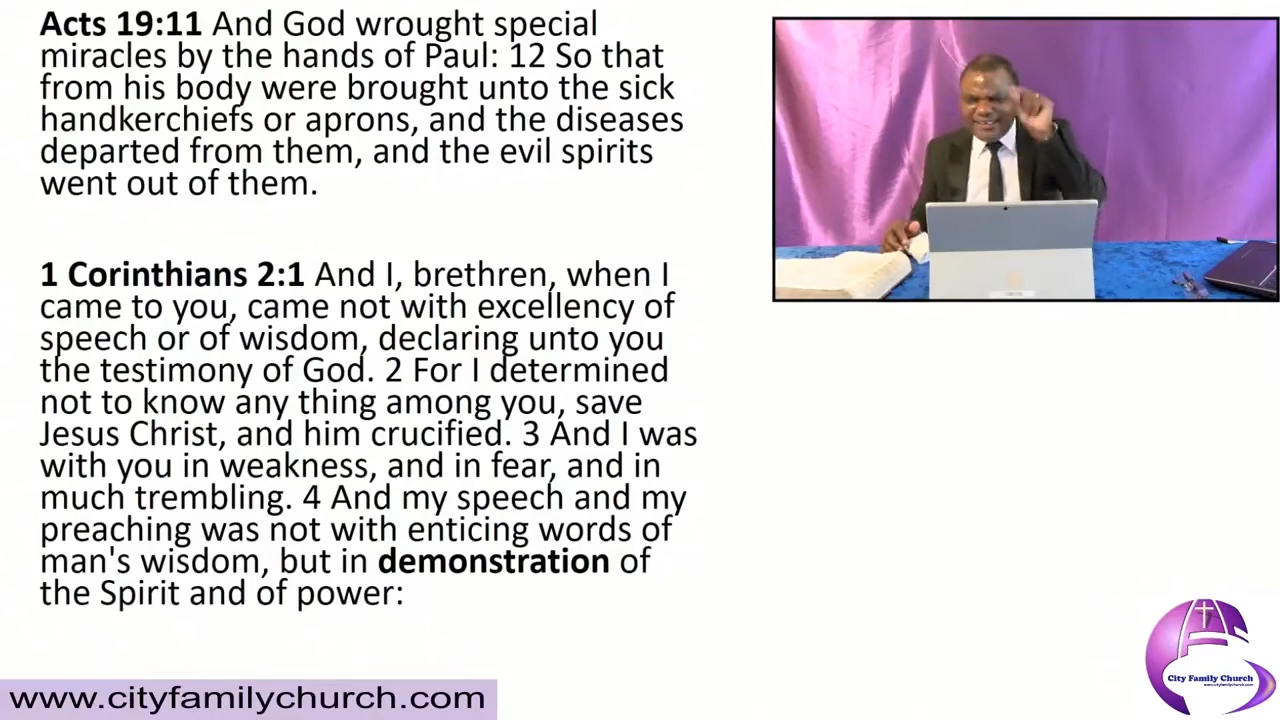 Acts 19:11 And God wrought special
miracles by the hands of Paul: 12 So that
from his body were brought unto the sick
handkerchiefs or aprons, and the diseases
departed from them, and the evil spirits
went out of them.
1 Corinthians 2:1 And I, brethren, when I
came to you, came not with excellency of
speech or of wisdom, declaring unto you
the testimony of God. 2 For I determined
not to know any thing among you, save
Jesus Christ, and him crucified. 3 And I was
with you in weakness, and in fear, and in
much trembling. 4 And my speech and my
preaching was not with enticing words of
man's wisdom, but in demonstration of
the Spirit and of power:
City Family Church
www.cityfamilychurch.com
www.cityfamilychurch.com